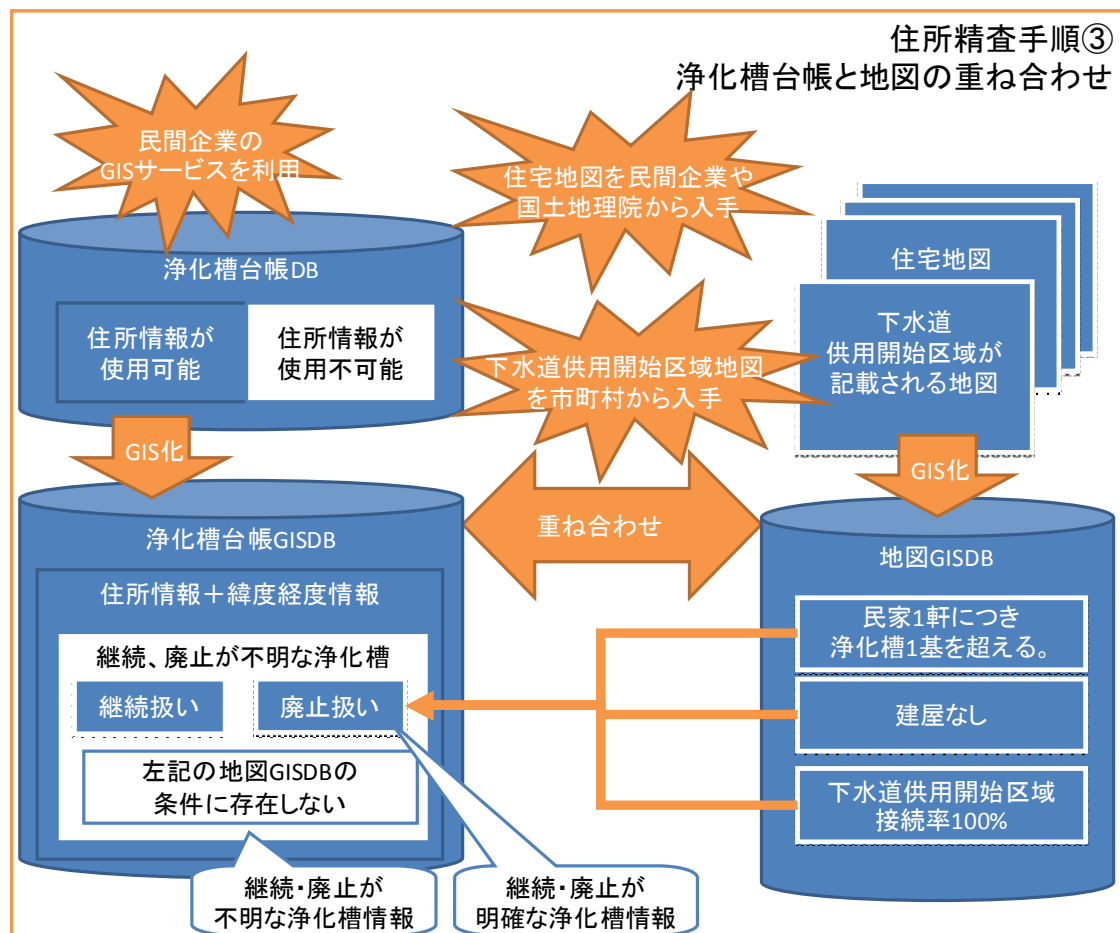 住所精査手順③
浄化槽台帳と地図の重ね合わせ
民間企業の
GISサービスを利用
住宅地図を民間企業や
国土地理院から入手
浄化槽台帳DB
住所情報が
使用可能
住所情報が
使用不可能
下水道供用開始区域地図
を市町村から入手
住宅地図
下水道
供用開始区域が
記載される地図
GIS化
GIS化
重ね合わせ
浄化槽台帳GISDB
住所情報＋緯度経度情報
継続、廃止が不明な浄化槽
継続扱い
廃止扱い
左記の地図GISDBの
条件に存在しない
地図GISDB
民家1軒につき
浄化槽1基を超える。
建屋なし
下水道供用開始区域
接続率100%
継続・廃止が
不明な浄化槽情報
継続・廃止が
明確な浄化槽情報